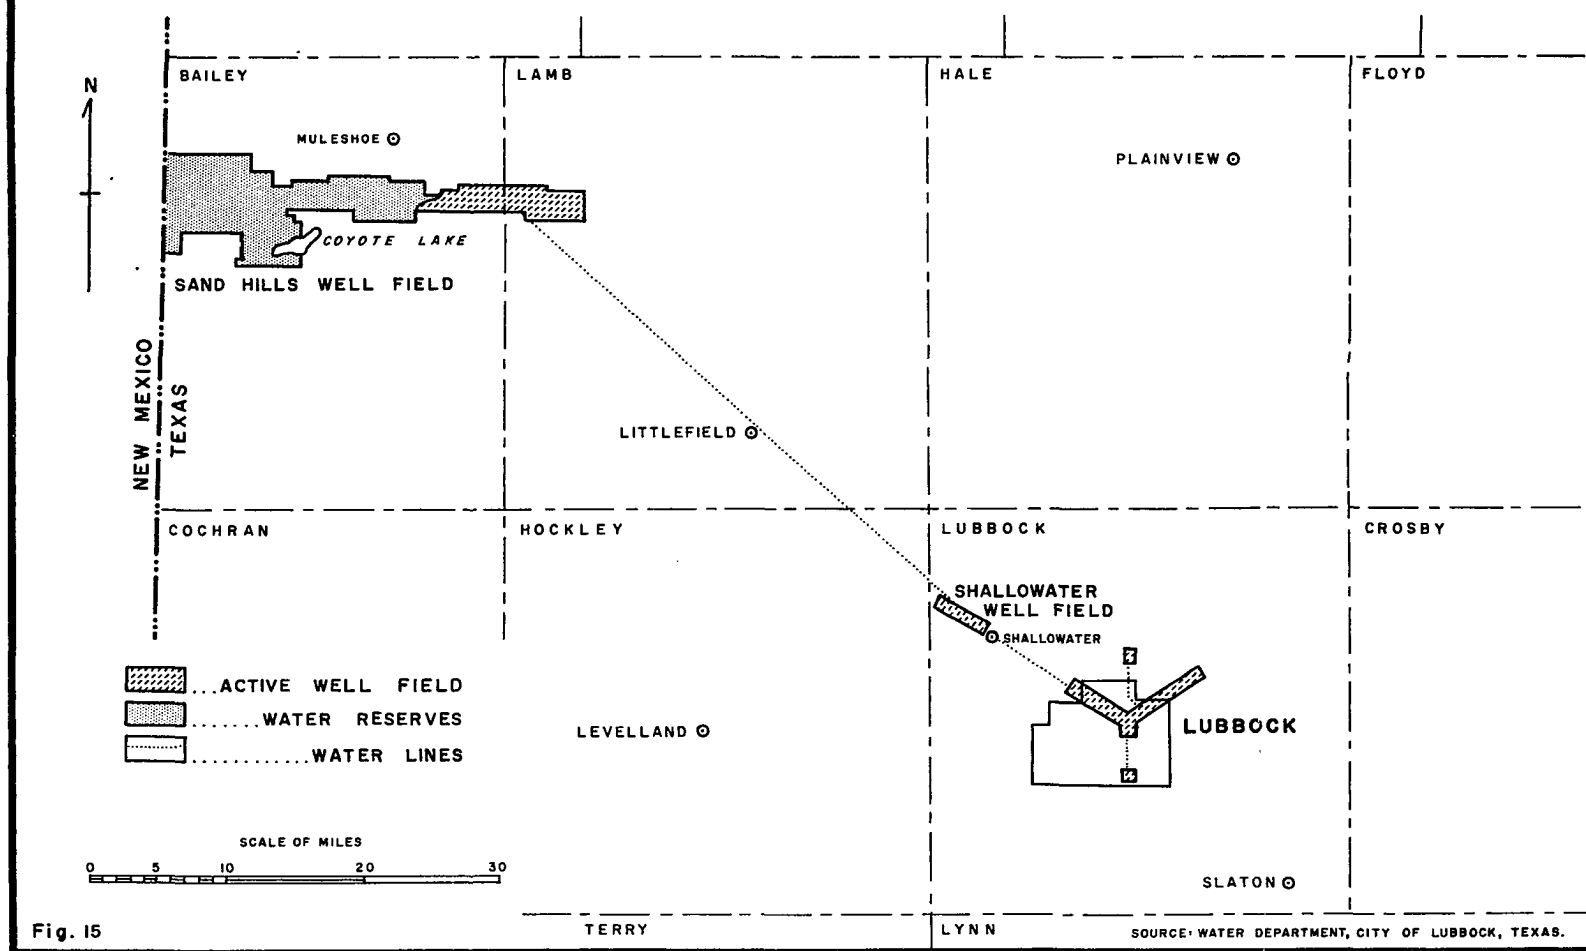 BAILEY
LAMB
HALE
FLOYD
N
MULESHOE
PLAINVIEW
COYOTE LAKE
SAND HILLS WELL FIELD
NEW MEXICO
TEXAS
LITTLEFIELD
COCHRAN
HOCKLEY
LUBBOCK
CROSBY
SHALLOWATER
WELL FIELD
SHALLOWATER
...ACTIVE WELL FIELD
.......WATER RESERVES
............WATER LINES
LEVELLAND
LUBBOCK
SCALE OF MILES
0 5 10 20 30
SLATON
Fig. 15
TERRY
LYNN
SOURCE: WATER DEPARTMENT, CITY OF LUBBOCK, TEXAS.